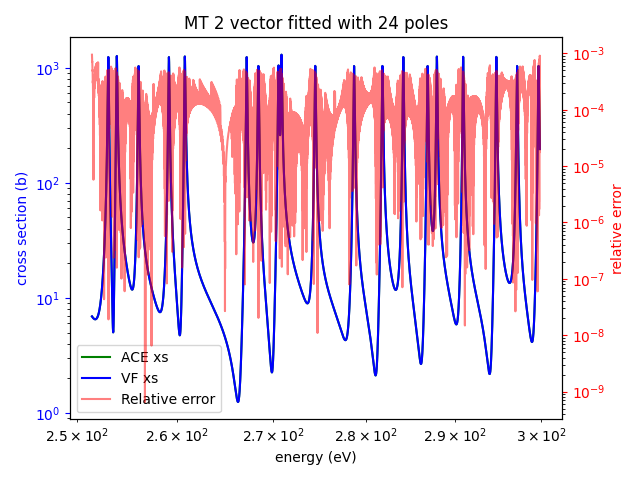 MT 2 vector fitted with 24 poles
cross section (b)
10³
10²
10¹
10⁰
10⁻³
10⁻⁴
10⁻⁵
10⁻⁶
10⁻⁷
10⁻⁸
10⁻⁹
relative error
ACE xs
VF xs
Relative error
2.5 × 10² 2.6 × 10² 2.7 × 10² 2.8 × 10² 2.9 × 10² 3 × 10²
energy (eV)